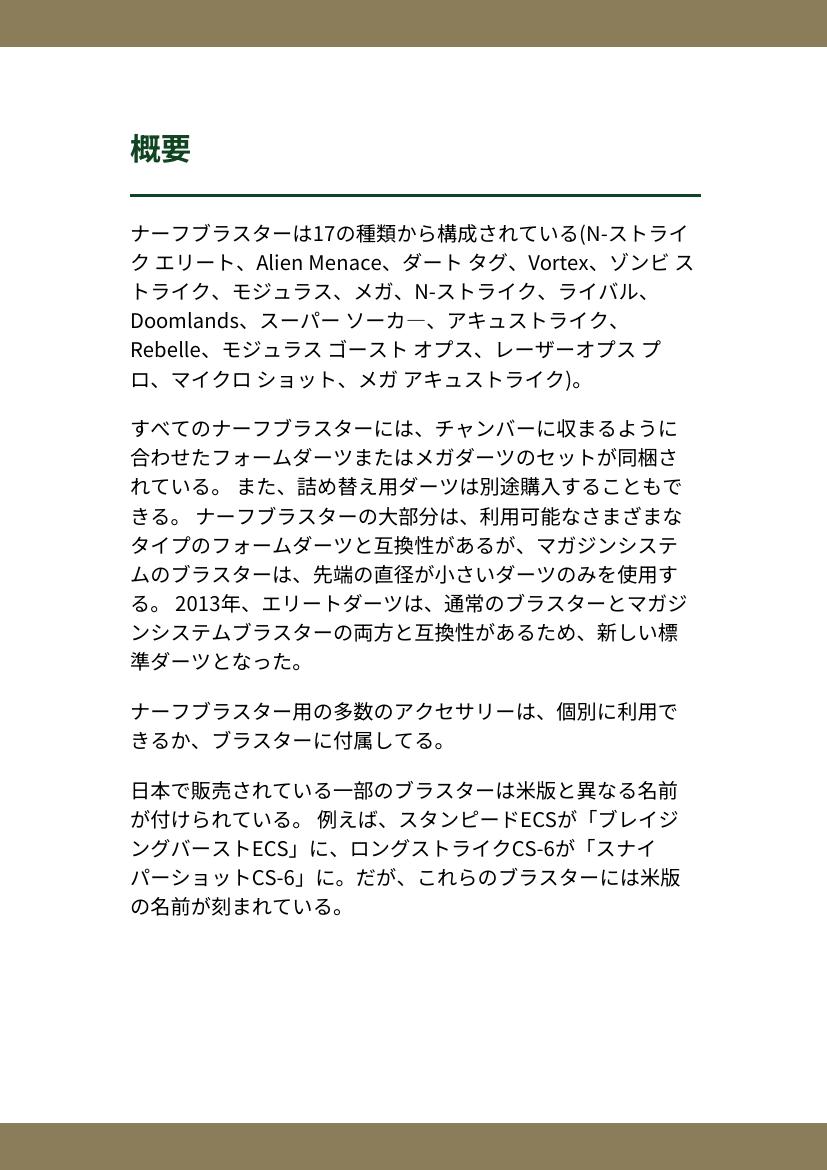 概要
ナーフブラスターは17の種類から構成されている(N-ストライ
ク エリート、Alien Menace、ダート タグ、Vortex、ゾンビ ス
トライク、モジュラス、メガ、N-ストライク、ライバル、
Doomlands、スーパー ソーカ―、アキュストライク、
Rebelle、モジュラス ゴースト オプス、レーザーオプス プ
ロ、マイクロ ショット、メガ アキュストライク)。
すべてのナーフブラスターには、チャンバーに収まるように
合わせたフォームダーツまたはメガダーツのセットが同梱さ
れている。 また、詰め替え用ダーツは別途購入することもで
きる。 ナーフブラスターの大部分は、利用可能なさまざまな
タイプのフォームダーツと互換性があるが、マガジンシステ
ムのブラスターは、先端の直径が小さいダーツのみを使用す
る。 2013年、エリートダーツは、通常のブラスターとマガジ
ンシステムブラスターの両方と互換性があるため、新しい標
準ダーツとなった。
ナーフブラスター用の多数のアクセサリーは、個別に利用で
きるか、ブラスターに付属してる。
日本で販売されている一部のブラスターは米版と異なる名前
が付けられている。 例えば、スタンピードECSが「ブレイジ
ングバーストECS」に、ロングストライクCS-6が「スナイ
パーショットCS-6」に。だが、これらのブラスターには米版
の名前が刻まれている。